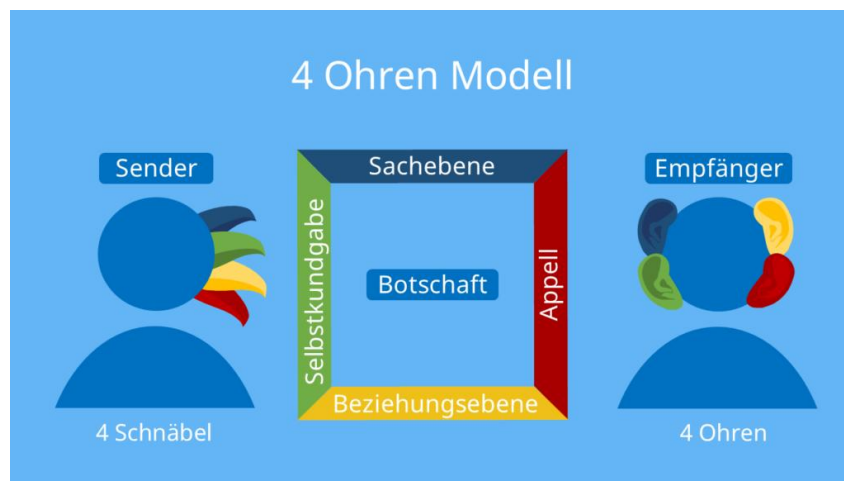 4 Ohren Modell
Sender
Sachebene
Empfänger
Selbstkundgabe
Botschaft
Appell
Beziehungsebene
4 Schnäbel
4 Ohren